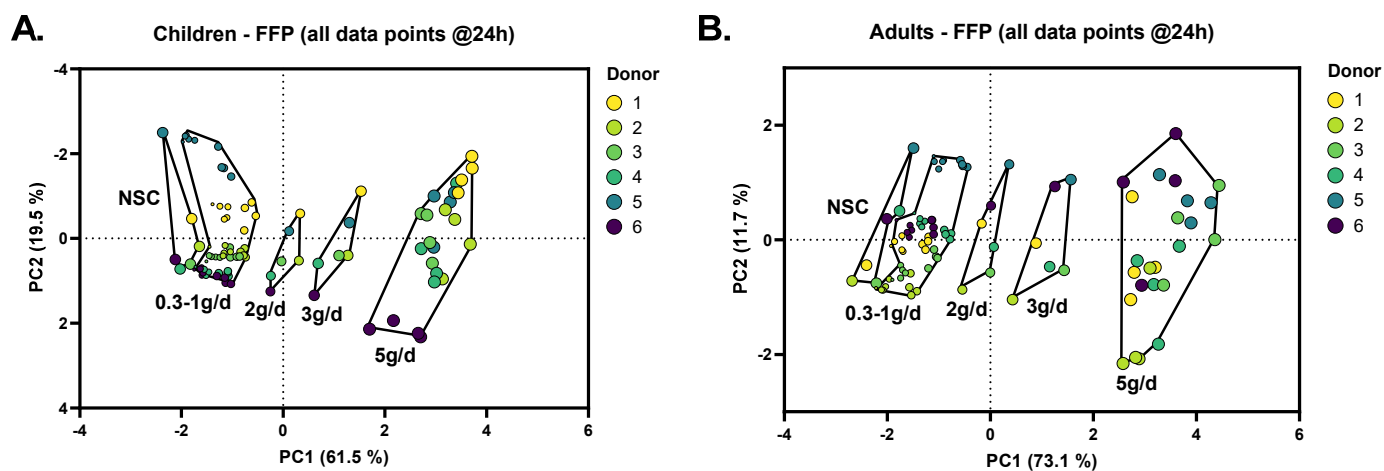 A.
Children - FFP (all data points @24h)
-4
-2
0
2
4
PC2 (19.5 %)
NSC
0.3-1g/d
2g/d
3g/d
5g/d
-4
-2
0
2
4
6
PC1 (61.5 %)
Donor
1
2
3
4
5
6
B.
Adults - FFP (all data points @24h)
2
0
-2
PC2 (11.7 %)
NSC
0.3-1g/d
2g/d
3g/d
5g/d
-4
-2
0
2
4
6
PC1 (73.1 %)
Donor
1
2
3
4
5
6